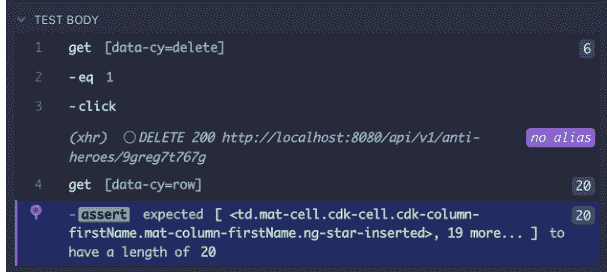 TEST BODY
1 get [data-cy=delete] 6
2 -eq 1
3 -click
(xhr) DELETE 200 http://localhost:8080/api/v1/anti- no alias
heroes/9greg7t767g
4 get [data-cy=row] 20
-assert expected [ <td.mat-cell.cdk-cell.cdk-column- 20
firstName.mat-column-firstName.ng-star-inserted>, 19 more... ] to
have a length of 20